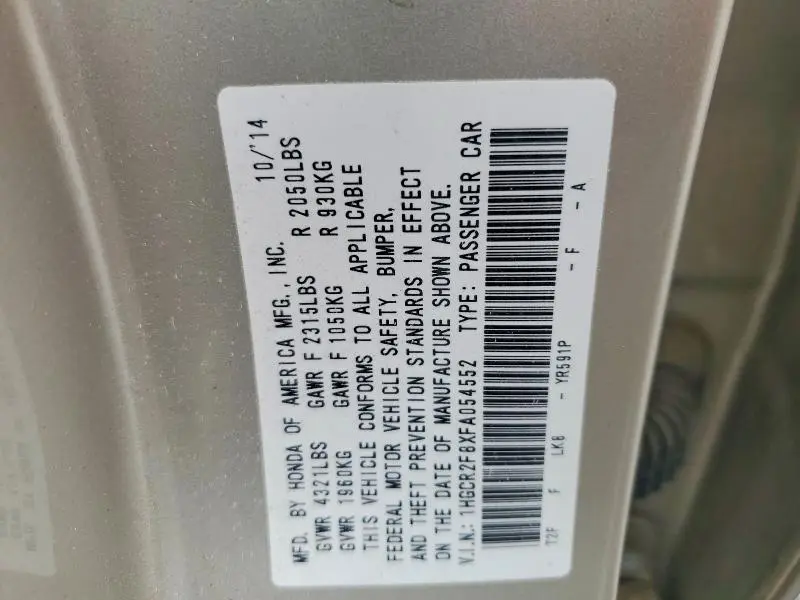 MFD. BY HONDA OF AMERICA MFG., INC. 10/'14
GVWR 4321LBS GAWR F 2315LBS R 2050LBS
GVWR 1960KG GAWR F 1050KG R 930KG
THIS VEHICLE CONFORMS TO ALL APPLICABLE
FEDERAL MOTOR VEHICLE SAFETY, BUMPER,
AND THEFT PREVENTION STANDARDS IN EFFECT
ON THE DATE OF MANUFACTURE SHOWN ABOVE.
V.I.N.: 1HGCR2F8XFA054552 TYPE: PASSENGER CAR
T2F F LK8 - YR591P - F - A